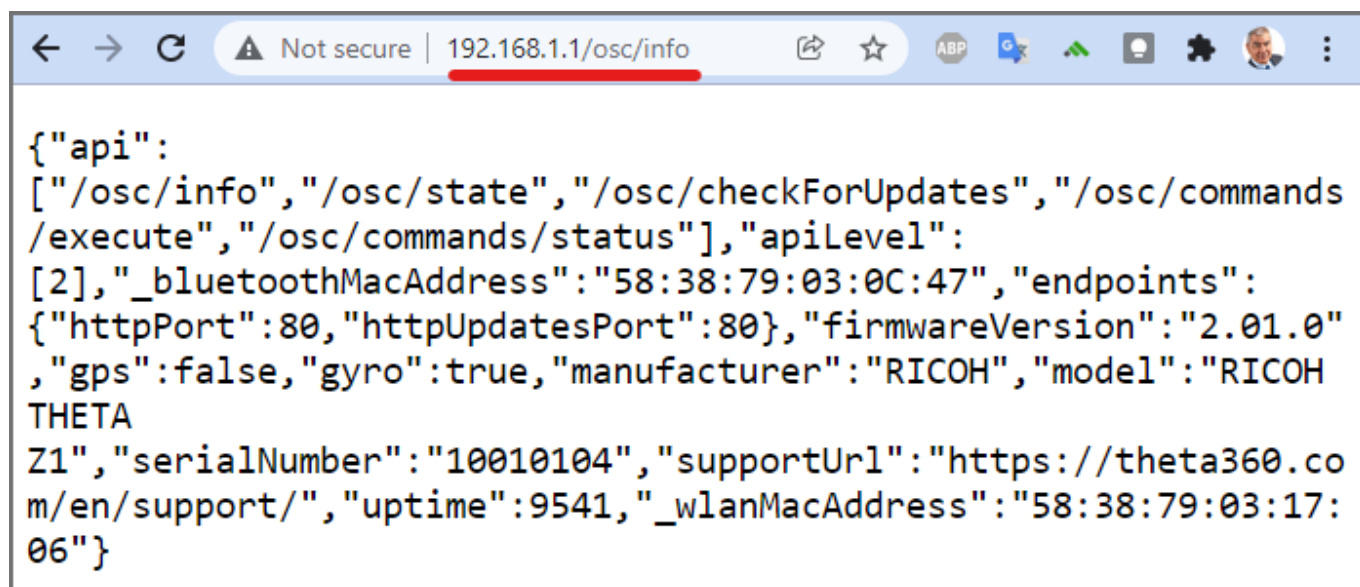 Not secure | 192.168.1.1/osc/info ABP G
{"api":
["/osc/info","/osc/state","/osc/checkForUpdates","/osc/commands
/execute","/osc/commands/status"],"apiLevel":
[2],"_bluetoothMacAddress":"58:38:79:03:0C:47","endpoints":
{"httpPort":80,"httpUpdatesPort":80},"firmwareVersion":"2.01.0"
,"gps":false,"gyro":true,"manufacturer":"RICOH","model":"RICOH
THETA
Z1","serialNumber":"10010104","supportUrl":"https://theta360.co
m/en/support/","uptime":9541,"_wlanMacAddress":"58:38:79:03:17:
06"}